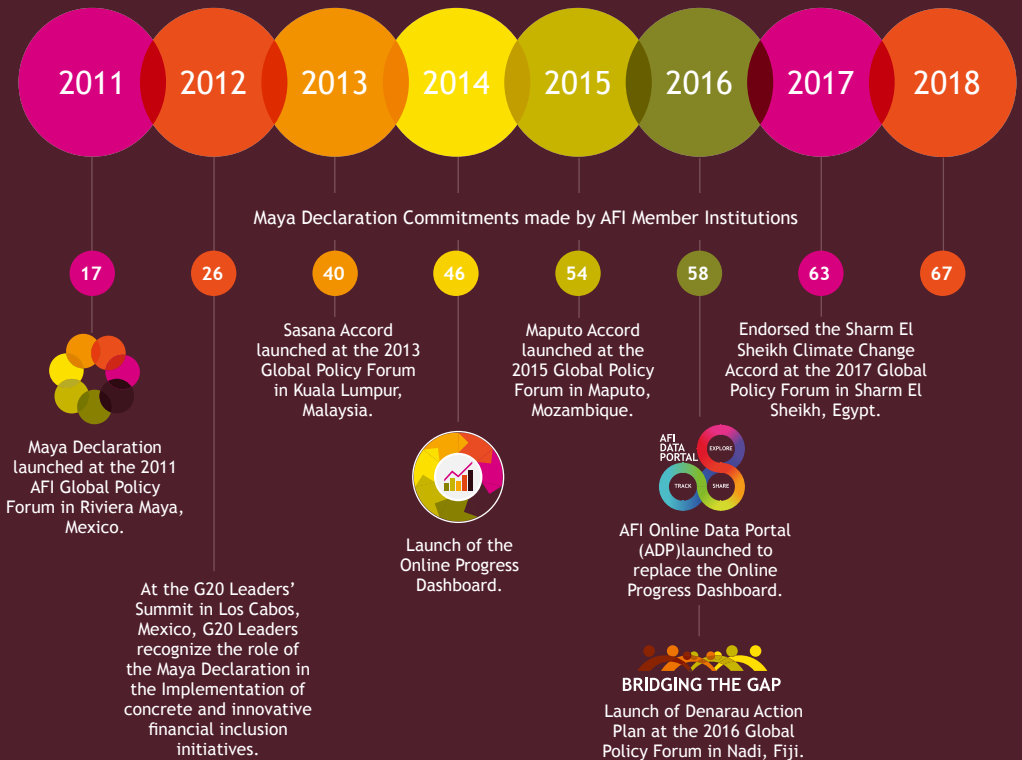 2011
2012
2013
2014
2015
2016
2017
2018
Maya Declaration Commitments made by AFI Member Institutions
17
26
40
46
54
58
63
67
Maya Declaration
launched at the 2011
AFI Global Policy
Forum in Riviera Maya,
Mexico.
At the G20 Leaders’
Summit in Los Cabos,
Mexico, G20 Leaders
recognize the role of
the Maya Declaration in
the Implementation of
concrete and innovative
financial inclusion
initiatives.
Sasana Accord
launched at the 2013
Global Policy Forum
in Kuala Lumpur,
Malaysia.
Launch of the
Online Progress
Dashboard.
Maputo Accord
launched at the
2015 Global Policy
Forum in Maputo,
Mozambique.
AFI
DATA
PORTAL
EXPLORE
TRACK
SHARE
AFI Online Data Portal
(ADP)launched to
replace the Online
Progress Dashboard.
BRIDGING THE GAP
Launch of Denarau Action
Plan at the 2016 Global
Policy Forum in Nadi, Fiji.
Endorsed the Sharm El
Sheikh Climate Change
Accord at the 2017 Global
Policy Forum in Sharm El
Sheikh, Egypt.